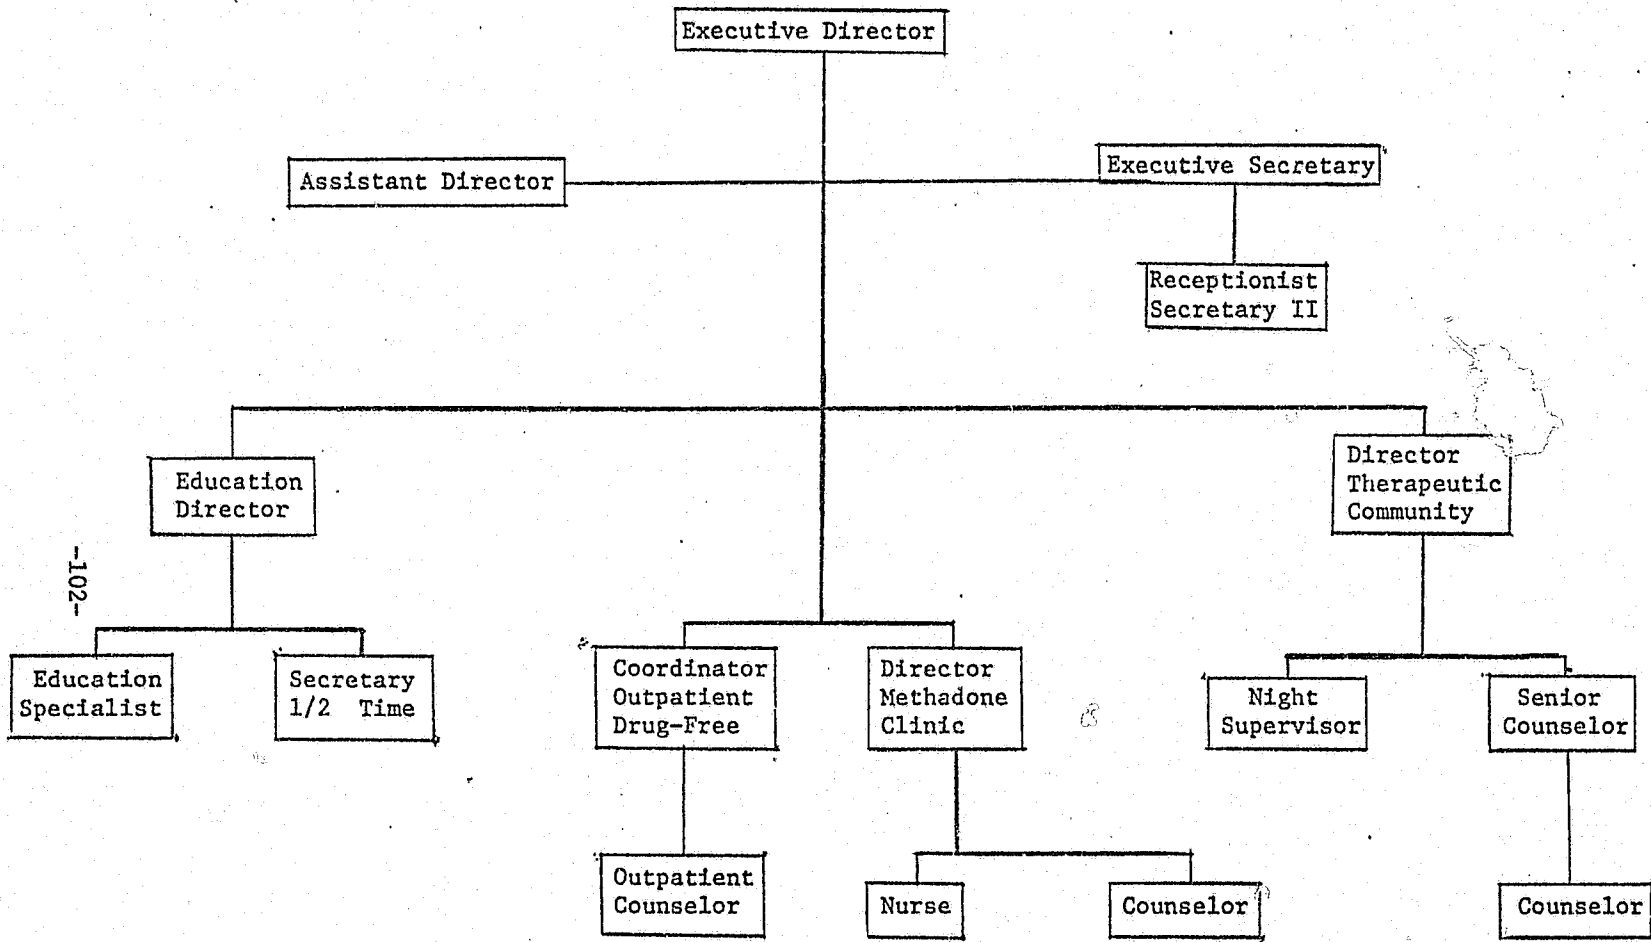 Executive Director
Assistant Director
Executive Secretary
Receptionist
Secretary II
Education
Director
Director
Therapeutic
Community
-102-
Education
Specialist
Secretary
1/2 Time
Coordinator
Outpatient
Drug-Free
Director
Methadone
Clinic
Night
Supervisor
Senior
Counselor
Outpatient
Counselor
Nurse
Counselor
Counselor